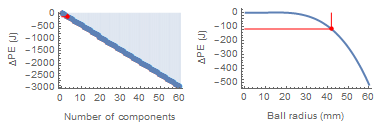 ΔPE (J)
0
-500
-1000
-1500
-2000
-2500
-3000
0 10 20 30 40 50 60
Number of components
ΔPE (J)
0
-100
-200
-300
-400
-500
0 10 20 30 40 50 60
Ball radius (mm)